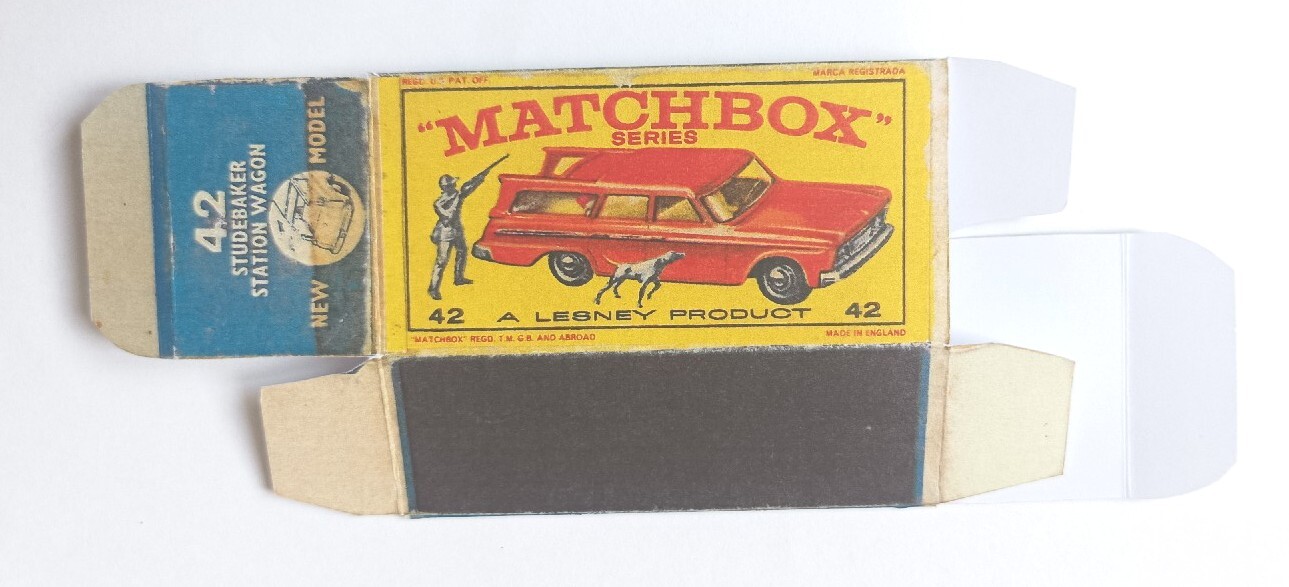 42
STUDEBAKER
STATION WAGON
NEW MODEL
REGD. U.S. PAT. OFF.
MARCA REGISTRADA
"MATCHBOX"
SERIES
42 A LESNEY PRODUCT 42
"MATCHBOX" REGD. T.M. G.B. AND ABROAD
MADE IN ENGLAND